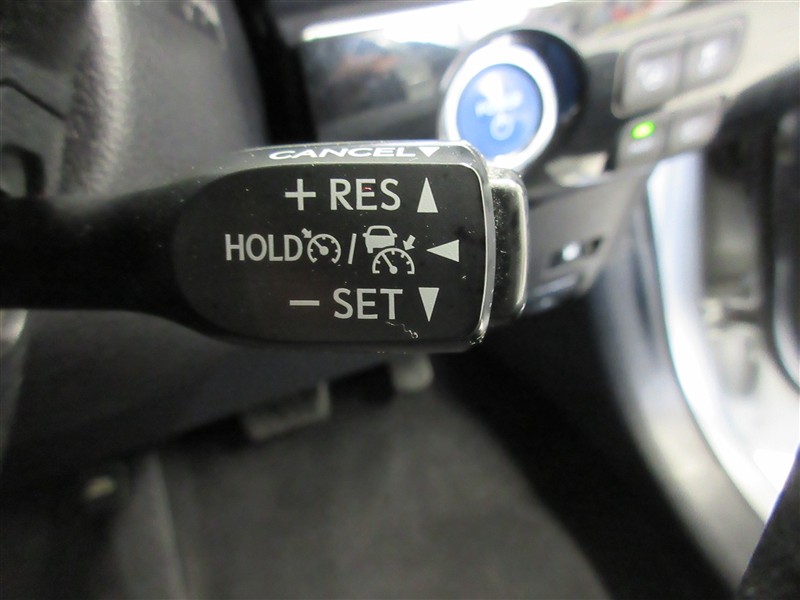 CANCEL▼
+ RES ▲
HOLD / ◀
− SET ▼